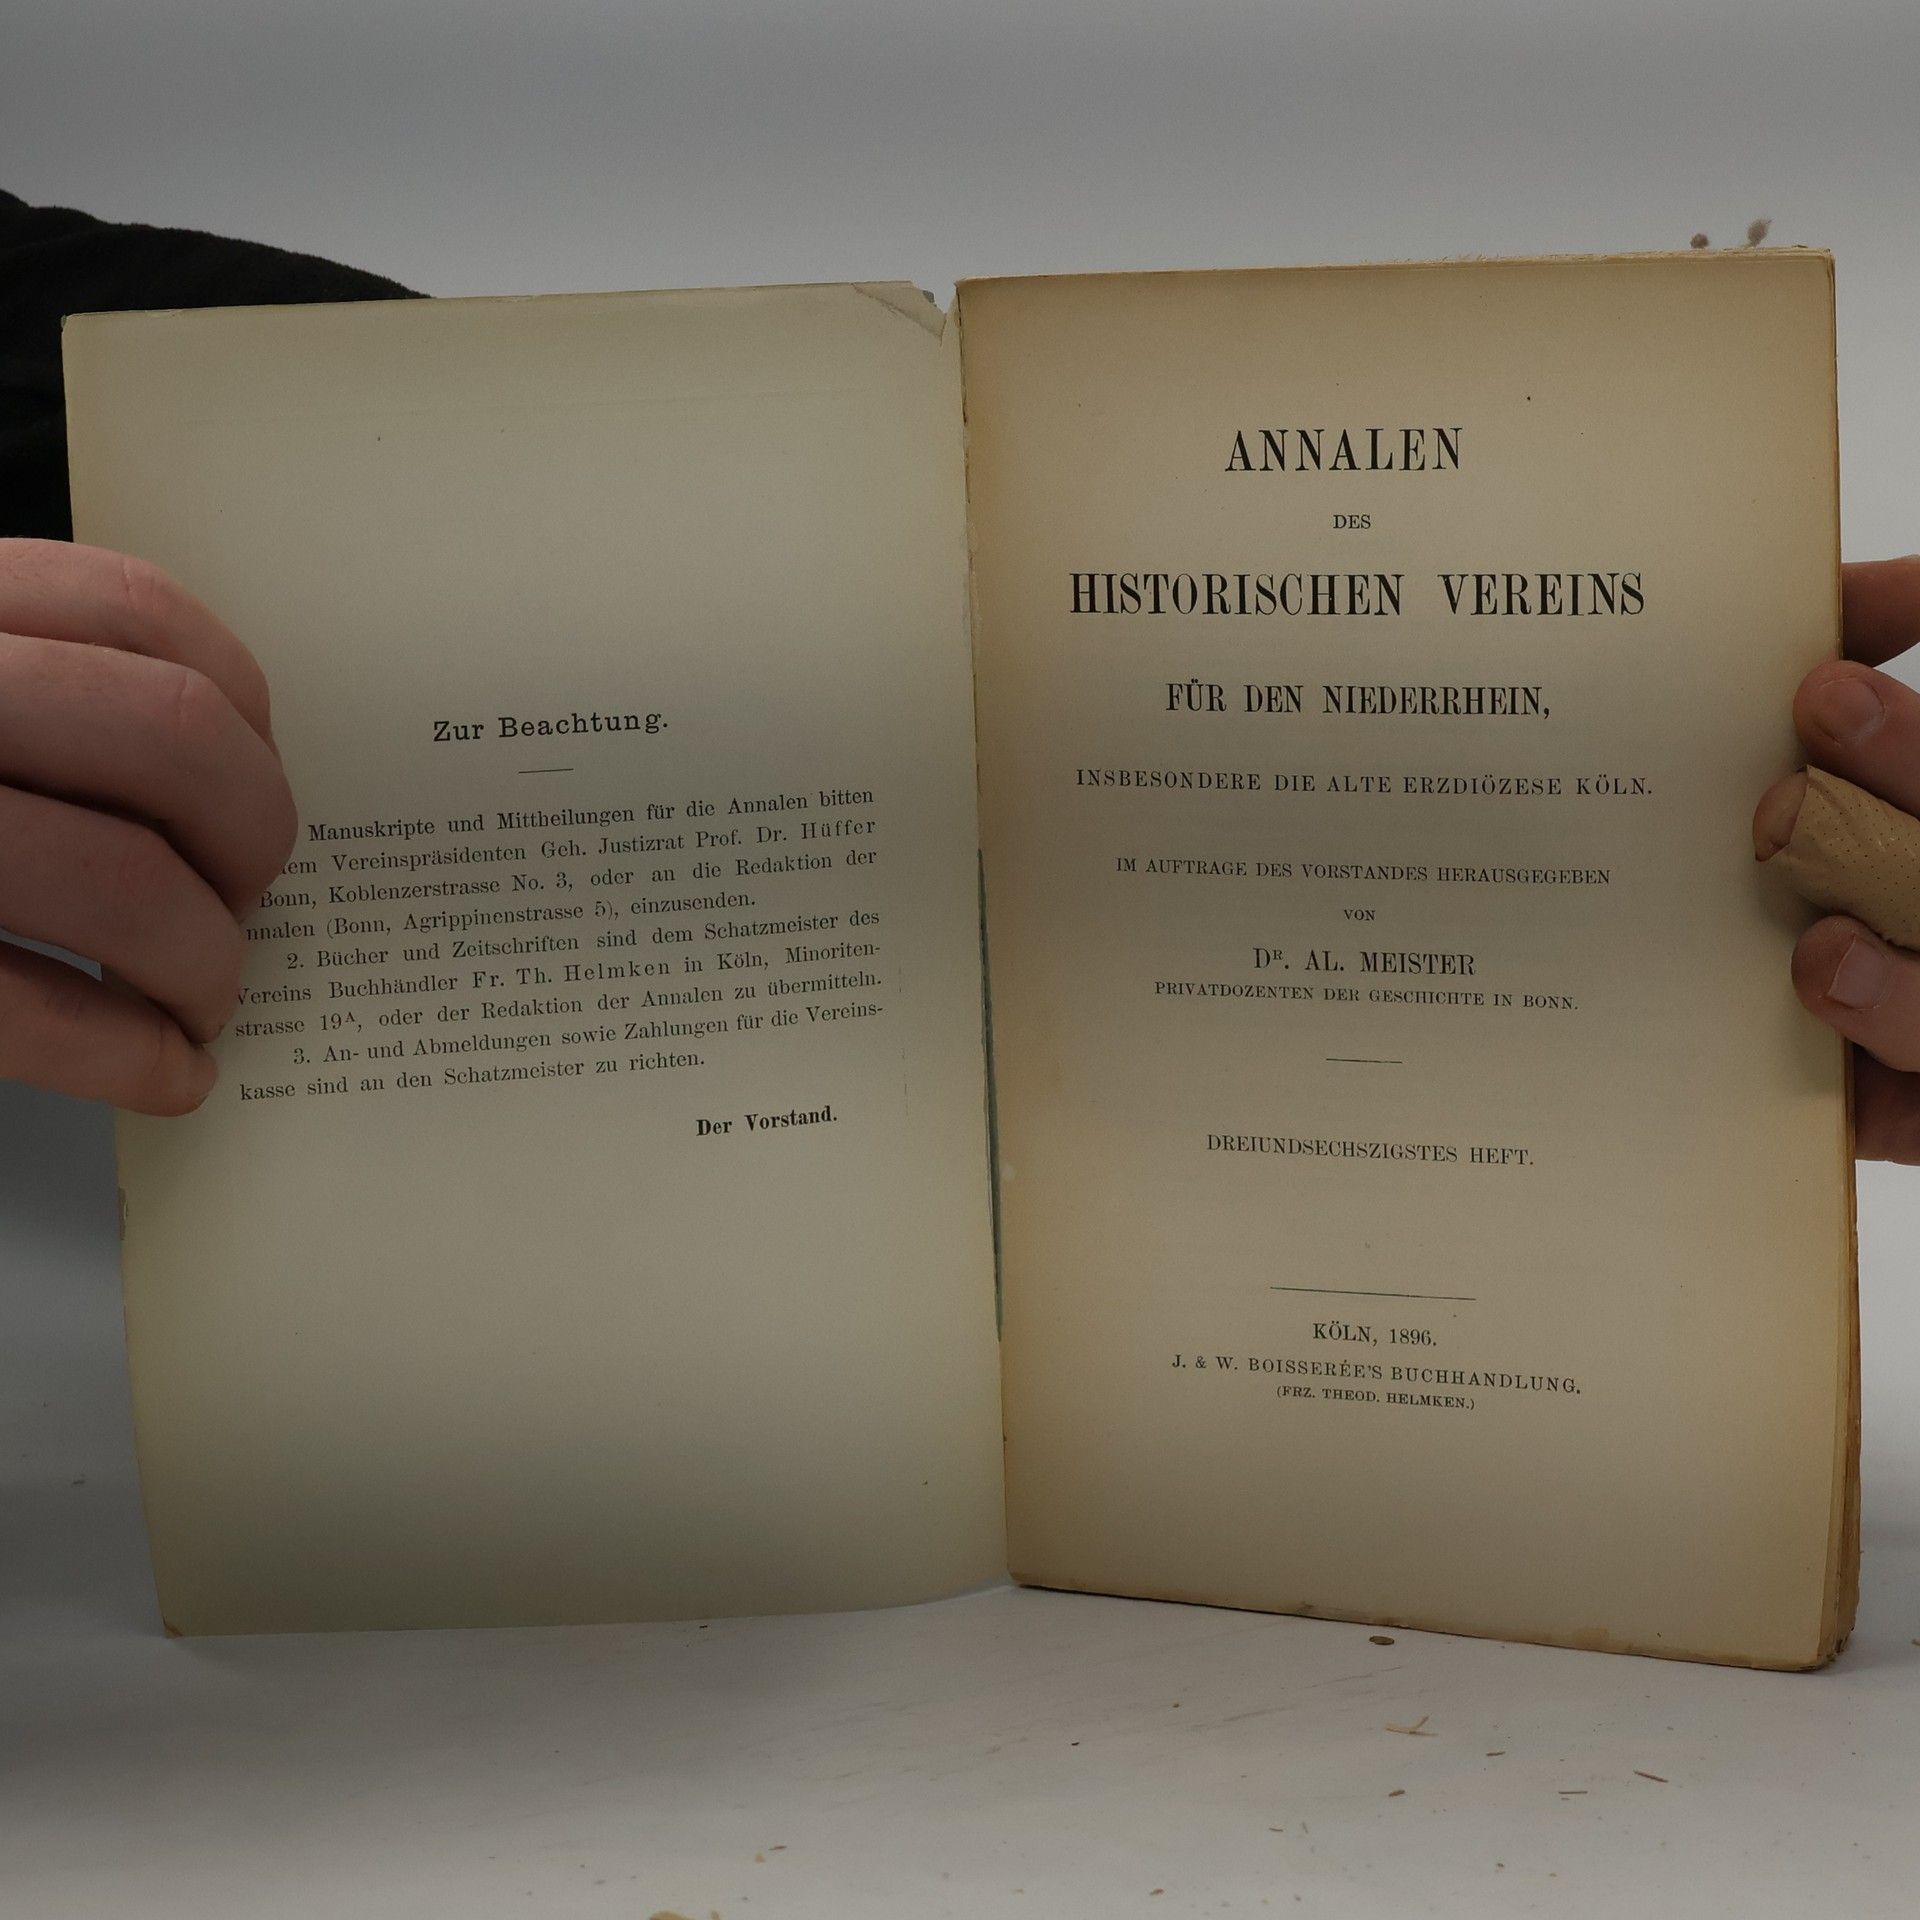 Zur Beachtung.
Manuskripte und Mittheilungen für die Annalen bitten
Vereinspräsidenten Geh. Justizrat Prof. Dr. Hüffer
Bonn, Koblenzerstrasse No. 3, oder an die Redaktion der
(Bonn, Agrippinenstrasse 5), einzusenden.
2. Bücher und Zeitschriften sind dem Schatzmeister des
Vereins Buchhändler Fr. Th. Helmken in Köln, Minoriten-
strasse 19A, oder der Redaktion der Annalen zu übermitteln.
3. An- und Abmeldungen sowie Zahlungen für die Vereins-
kasse sind an den Schatzmeister zu richten.
Der Vorstand.
ANNALEN
DES
HISTORISCHEN VEREINS
FÜR DEN NIEDERRHEIN,
INSBESONDERE DIE ALTE ERZDIÖZESE KÖLN.
IM AUFTRAGE DES VORSTANDES HERAUSGEGEBEN
VON
DR. AL. MEISTER
PRIVATDOZENTEN DER GESCHICHTE IN BONN.
DREIUNDSECHSZIGSTES HEFT.
KÖLN, 1896.
J. & W. BOISSERÉE'S BUCHHANDLUNG.
(FRZ. THEOD. HELMKEN.)